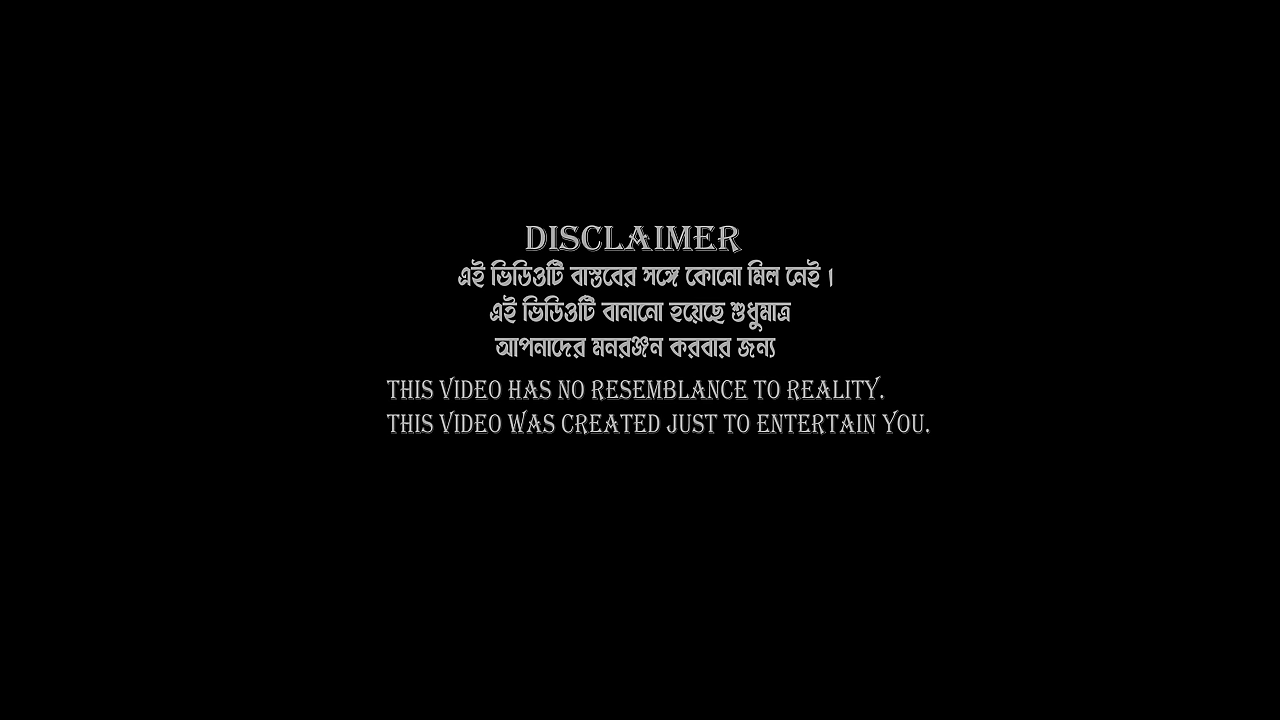 DISCLAIMER
এই ভিডিওটি বাস্তবের সঙ্গে কোনো মিল নেই।
এই ভিডিওটি বানানো হয়েছে শুধুমাত্র
আপনাদের মনরঞ্জন করবার জন্য
THIS VIDEO HAS NO RESEMBLANCE TO REALITY.
THIS VIDEO WAS CREATED JUST TO ENTERTAIN YOU.